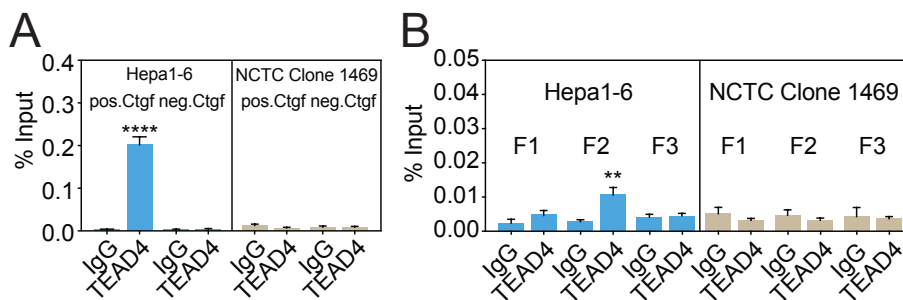 A
% Input
0.4
0.3
0.2
0.1
0.0
Hepa1-6
pos.Ctgf neg.Ctgf
NCTC Clone 1469
pos.Ctgf neg.Ctgf
****
IgG
TEAD4
IgG
TEAD4
IgG
TEAD4
IgG
TEAD4
B
% Input
0.05
0.04
0.03
0.02
0.01
0.00
Hepa1-6
F1 F2 F3
NCTC Clone 1469
F1 F2 F3
**
IgG
TEAD4
IgG
TEAD4
IgG
TEAD4
IgG
TEAD4
IgG
TEAD4
IgG
TEAD4